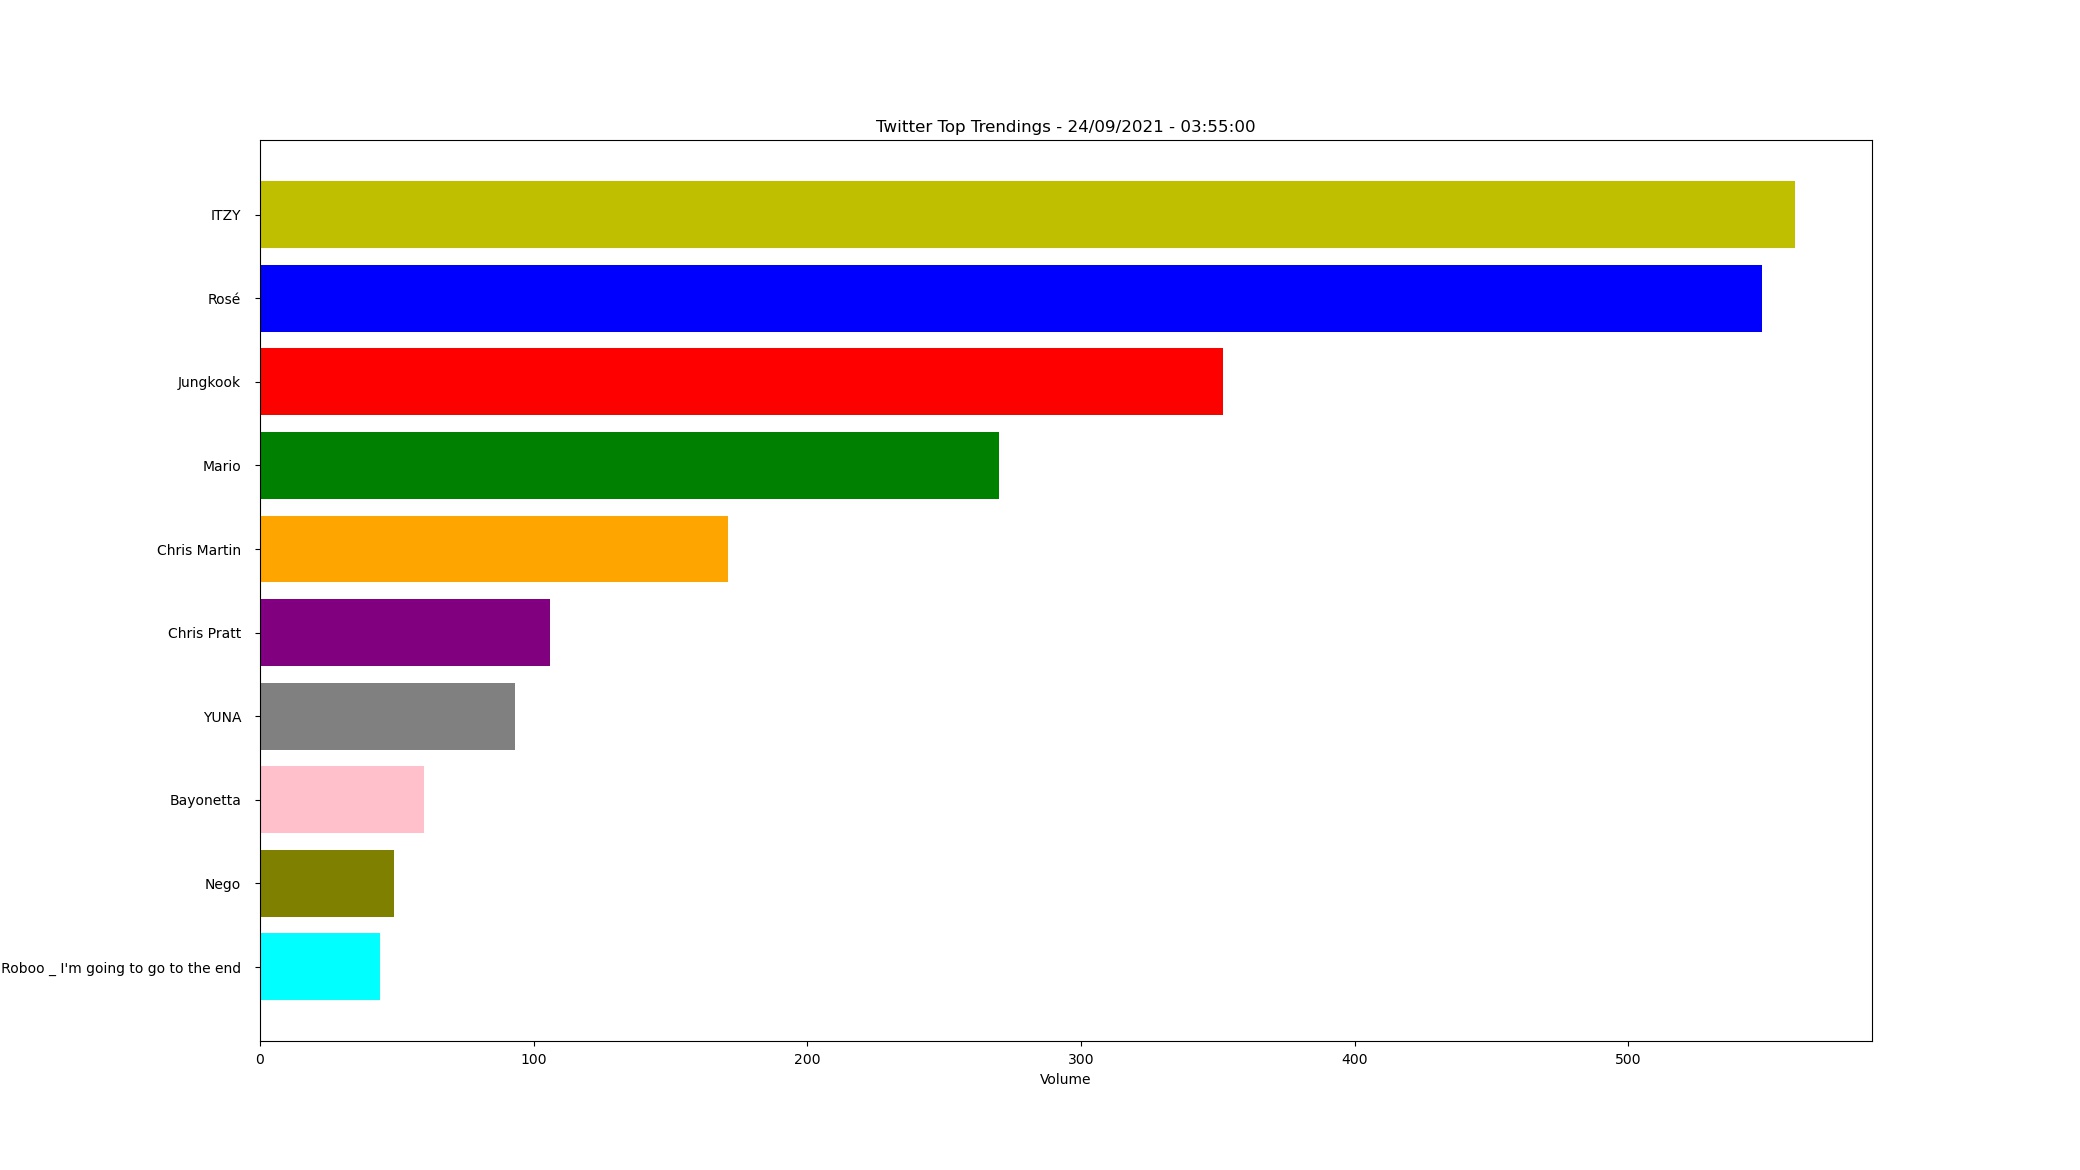 Twitter Top Trendings - 24/09/2021 - 03:55:00
ITZY
Rosé
Jungkook
Mario
Chris Martin
Chris Pratt
YUNA
Bayonetta
Nego
Roboo _ I'm going to go to the end
0 100 200 300 400 500
Volume